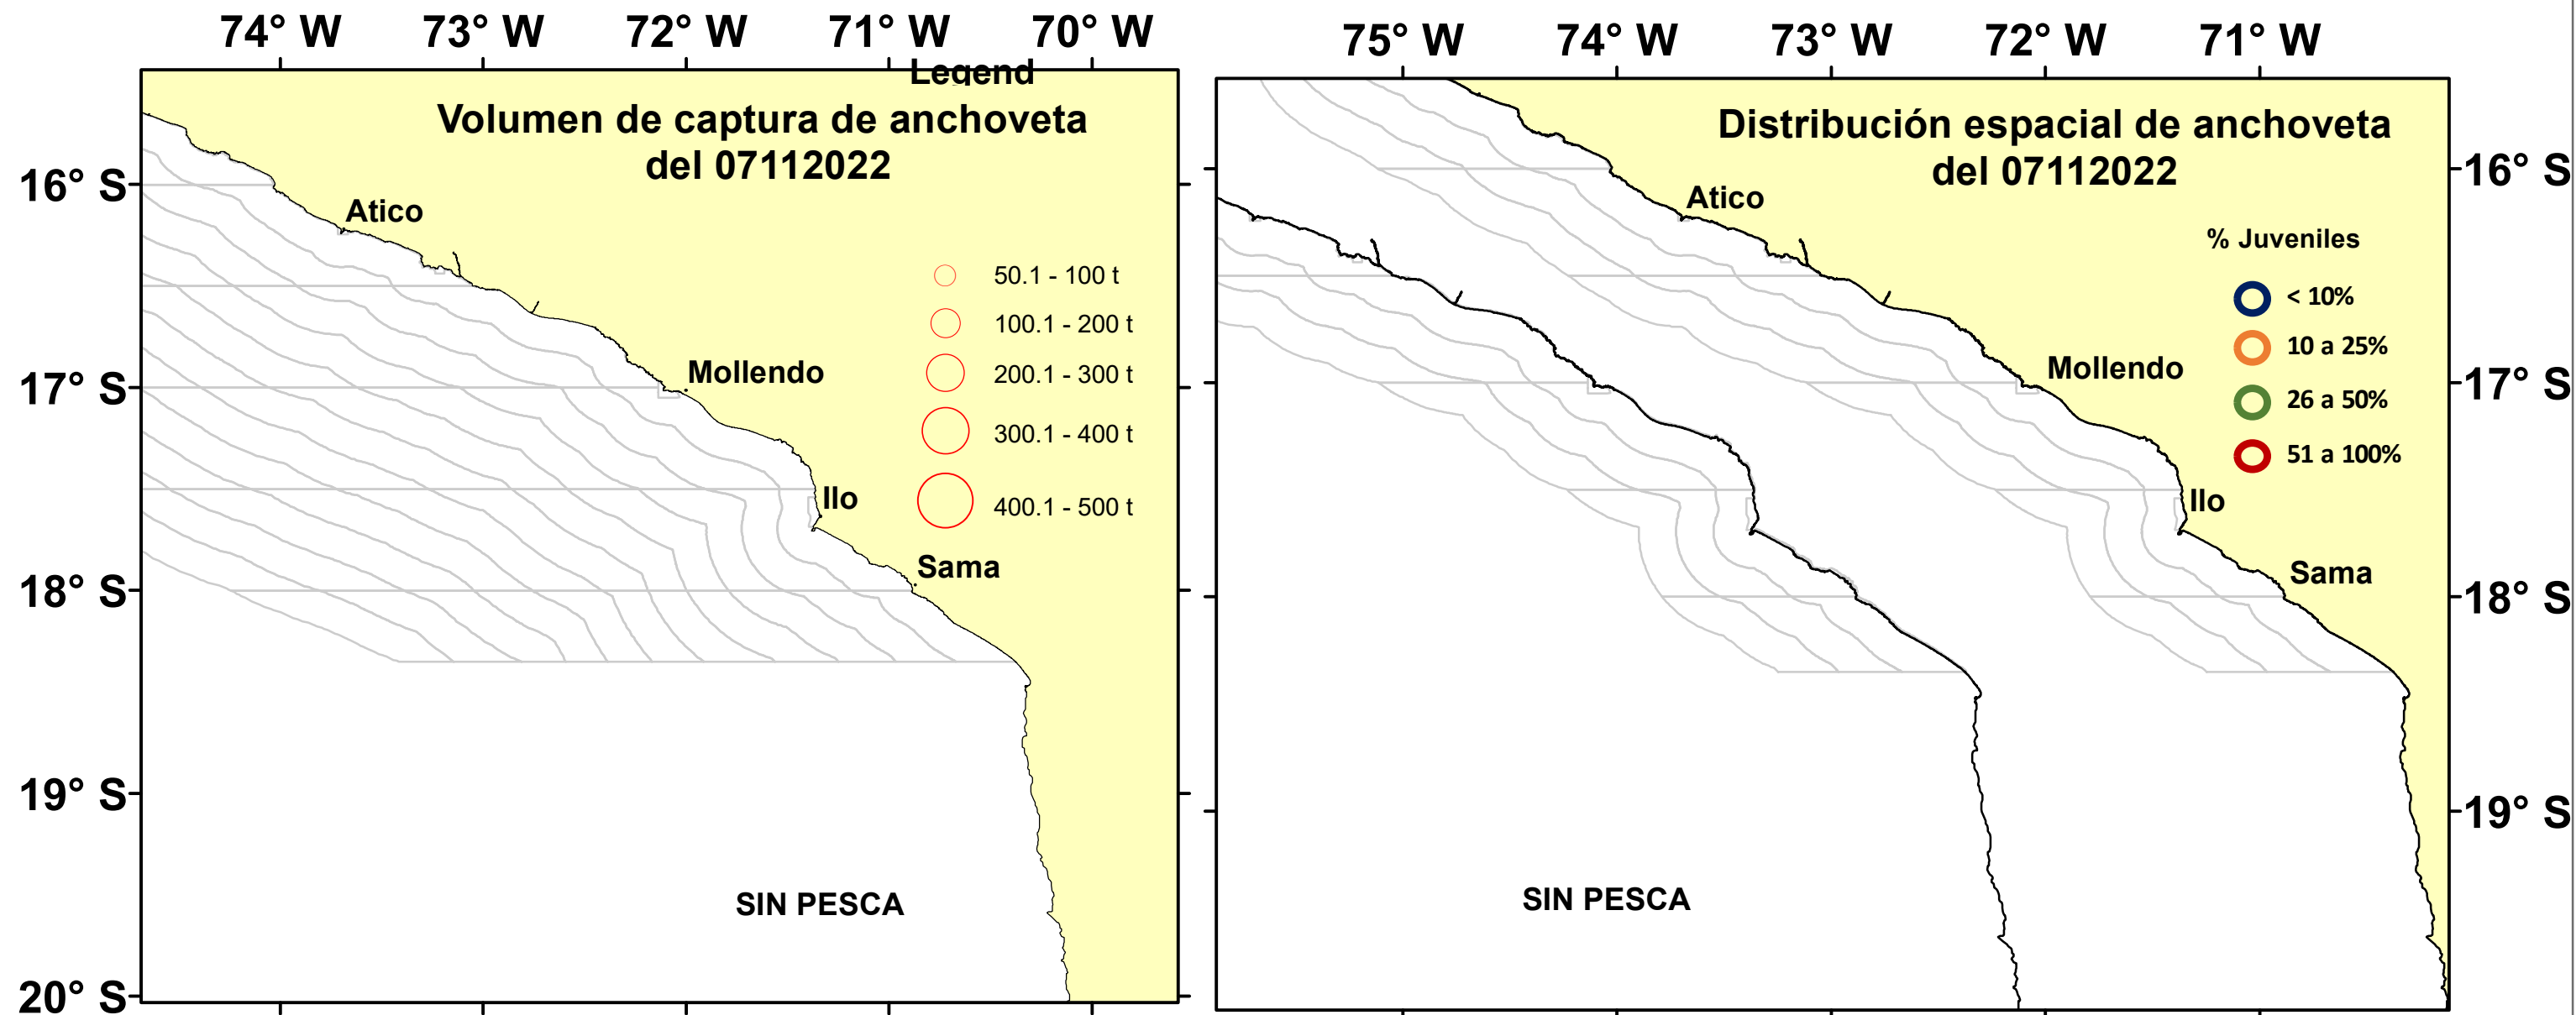 74° W 73° W 72° W 71° W 70° W
Legend
Volumen de captura de anchoveta
del 07112022
16° S
Atico
50.1 - 100 t
100.1 - 200 t
Mollendo
200.1 - 300 t
17° S
300.1 - 400 t
Ilo
400.1 - 500 t
Sama
18° S
19° S
SIN PESCA
20° S
75° W 74° W 73° W 72° W 71° W
Distribución espacial de anchoveta
del 07112022
16° S
Atico
% Juveniles
< 10%
10 a 25%
Mollendo
17° S
26 a 50%
51 a 100%
Ilo
Sama
18° S
19° S
SIN PESCA